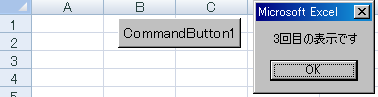 A B C
1
2
3
4
5
CommandButton1
Microsoft Excel
3回目の表示です
OK